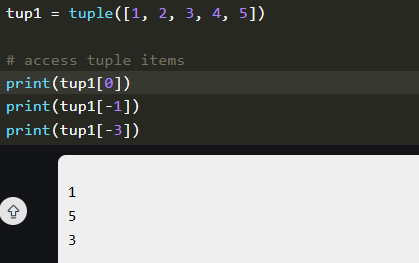 tup1 = tuple([1, 2, 3, 4, 5])
# access tuple items
print(tup1[0])
print(tup1[-1])
print(tup1[-3])
1
5
3